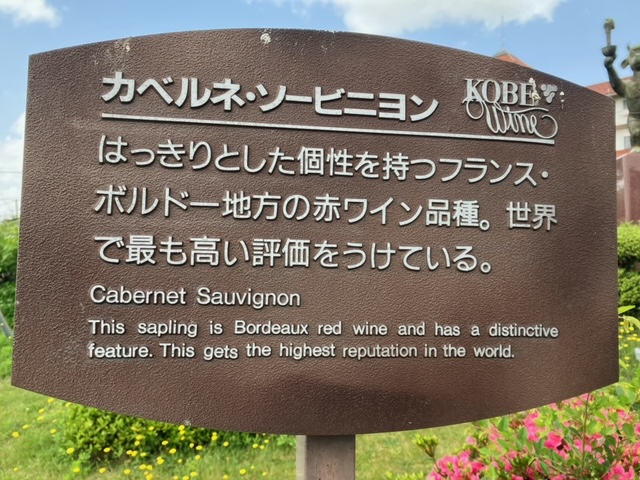 カベルネ・ソービニヨン
KOBE
Wine
はっきりとした個性を持つフランス・
ボルドー地方の赤ワイン品種。世界
で最も高い評価をうけている。
Cabernet Sauvignon
This sapling is Bordeaux red wine and has a distinctive
feature. This gets the highest reputation in the world.